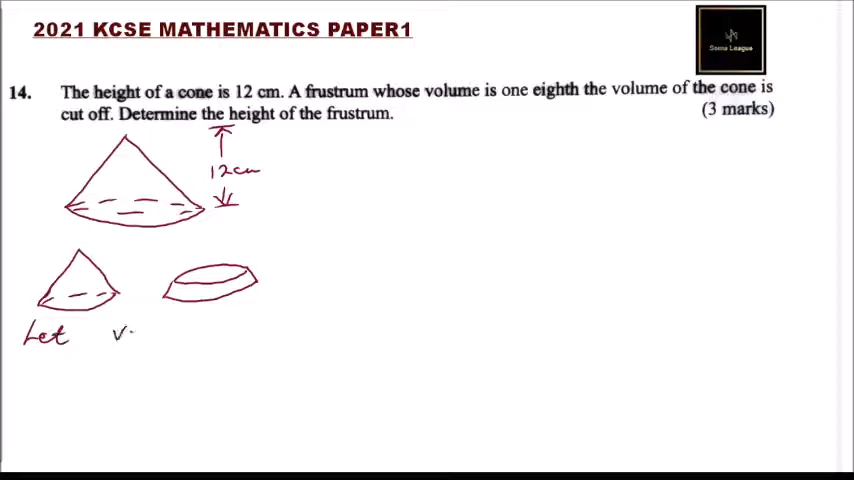 2021 KCSE MATHEMATICS PAPER1
Soma League
14. The height of a cone is 12 cm. A frustrum whose volume is one eighth the volume of the cone is
cut off. Determine the height of the frustrum. (3 marks)
12cm
Let V.